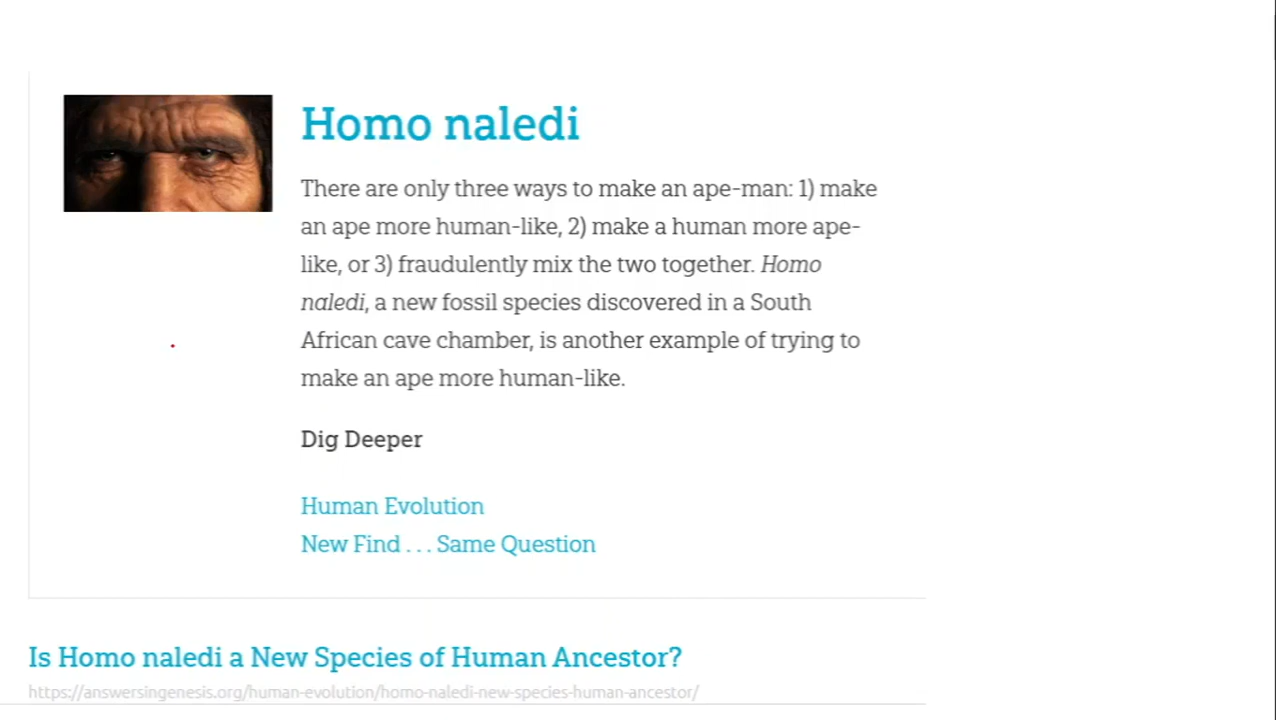 Homo naledi
There are only three ways to make an ape-man: 1) make
an ape more human-like, 2) make a human more ape-
like, or 3) fraudulently mix the two together. Homo
naledi, a new fossil species discovered in a South
African cave chamber, is another example of trying to
make an ape more human-like.
Dig Deeper
Human Evolution
New Find . . . Same Question
Is Homo naledi a New Species of Human Ancestor?
https://answersingenesis.org/human-evolution/homo-naledi-new-species-human-ancestor/